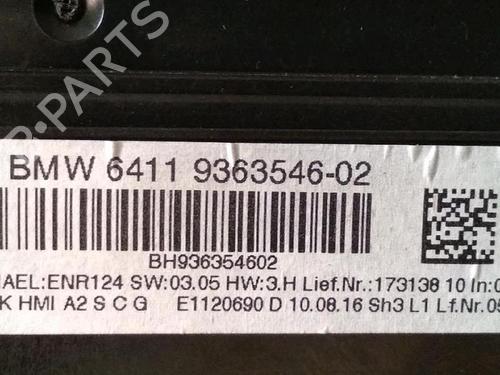 BMW 6411 9363546-02
BH936354602
AEL:ENR124 SW:03.05 HW:3.H Lief.Nr.:173138 10 In:
K HMI A2 S C G E1120690 D 10.08.16 Sh3 L1 Lf.Nr.05
B-PARTS